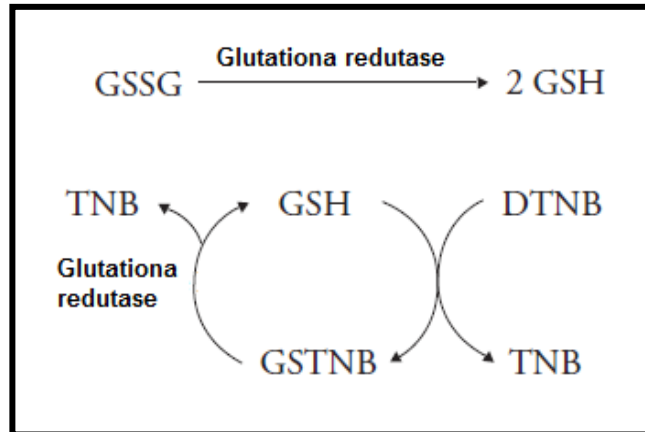 Glutationa redutase
GSSG 2 GSH
TNB GSH DTNB
Glutationa
redutase
GSTNB TNB